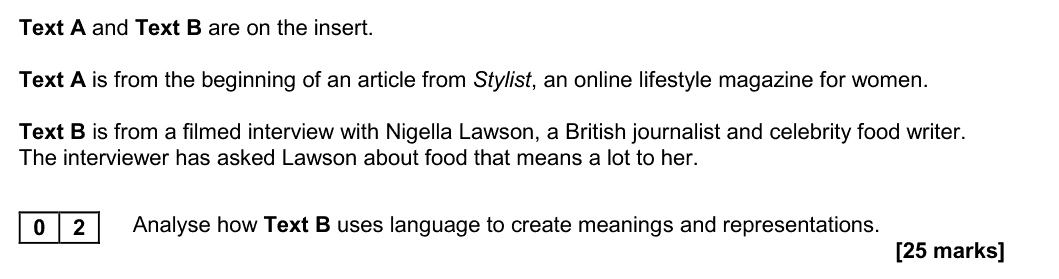 Text A and Text B are on the insert.
Text A is from the beginning of an article from Stylist, an online lifestyle magazine for women.
Text B is from a filmed interview with Nigella Lawson, a British journalist and celebrity food writer.
The interviewer has asked Lawson about food that means a lot to her.
0 2 Analyse how Text B uses language to create meanings and representations.
[25 marks]